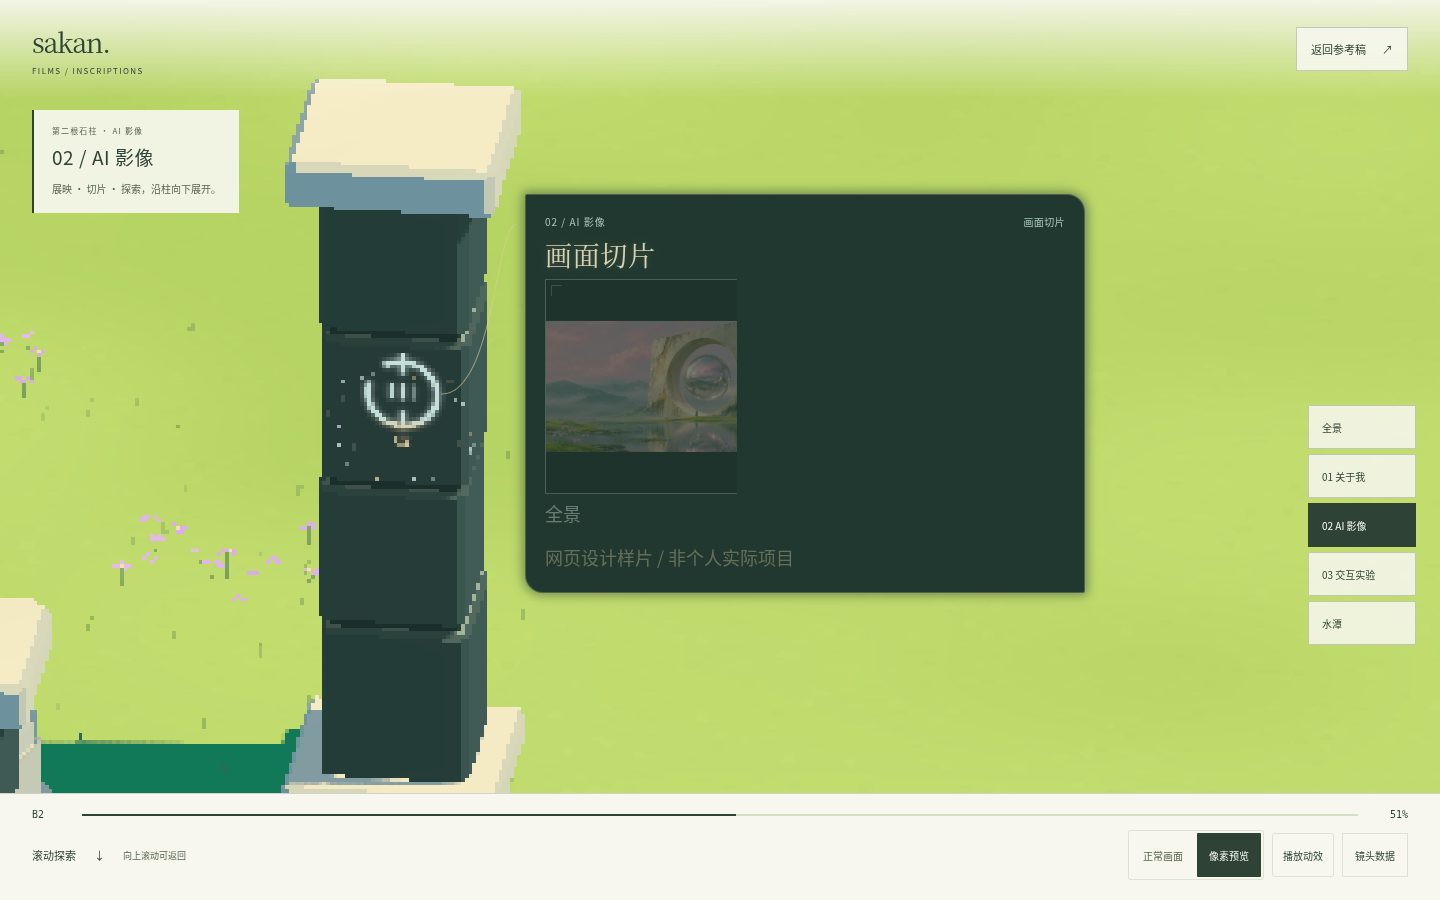 sakan.
FILMS / INSCRIPTIONS
返回参考稿 ↗
第二根石柱 · AI 影像
02 / AI 影像
展映 · 切片 · 探索，沿柱向下展开。
02 / AI 影像
画面切片
画面切片
全景
网页设计样片 / 非个人实际项目
全景
01 关于我
02 AI 影像
03 交互实验
水潭
B2
51%
滚动探索 ↓ 向上滚动可返回
正常画面
像素预览
播放动效
镜头数据